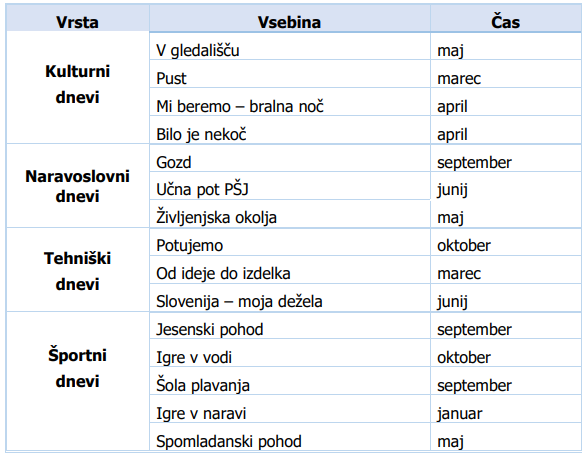 Vrsta Vsebina Čas
Kulturni dnevi
V gledališču maj
Pust marec
Mi beremo – bralna noč april
Bilo je nekoč april
Naravoslovni dnevi
Gozd september
Učna pot PŠJ junij
Življenjska okolja maj
Tehniški dnevi
Potujemo oktober
Od ideje do izdelka marec
Slovenija – moja dežela junij
Športni dnevi
Jesenski pohod september
Igre v vodi oktober
Šola plavanja september
Igre v naravi januar
Spomladanski pohod maj